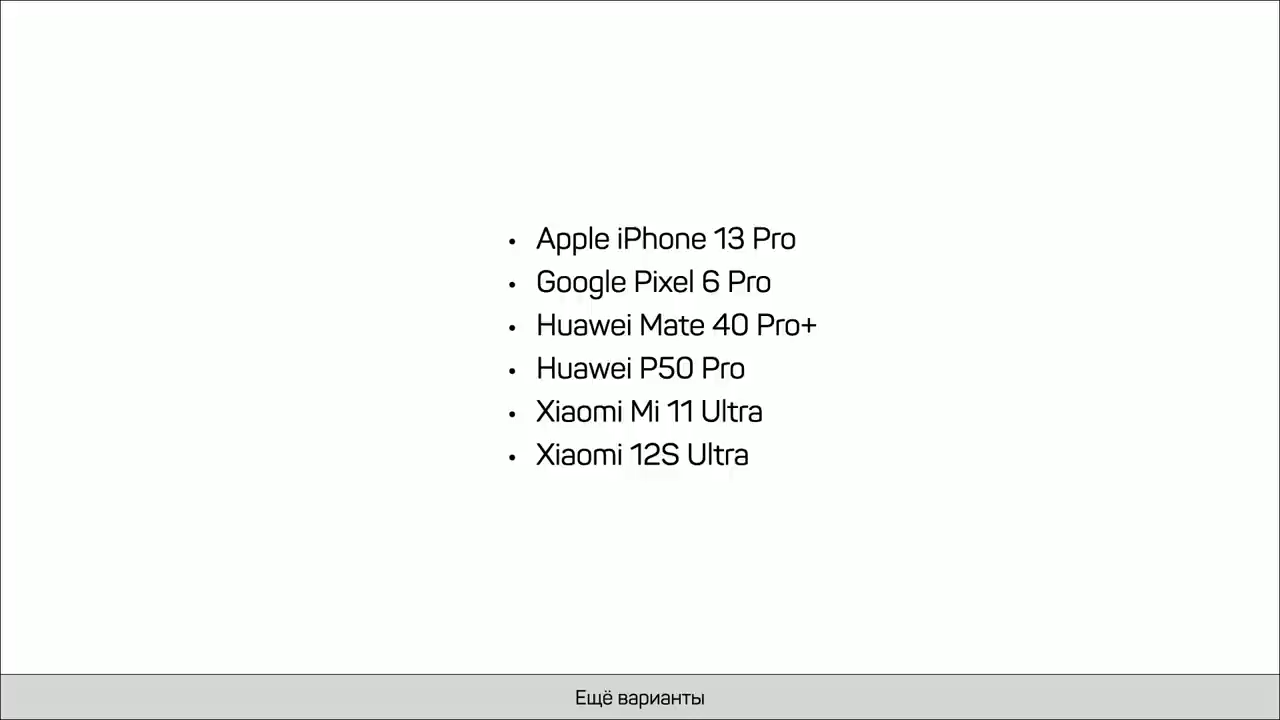 • Apple iPhone 13 Pro
• Google Pixel 6 Pro
• Huawei Mate 40 Pro+
• Huawei P50 Pro
• Xiaomi Mi 11 Ultra
• Xiaomi 12S Ultra
Ещё варианты